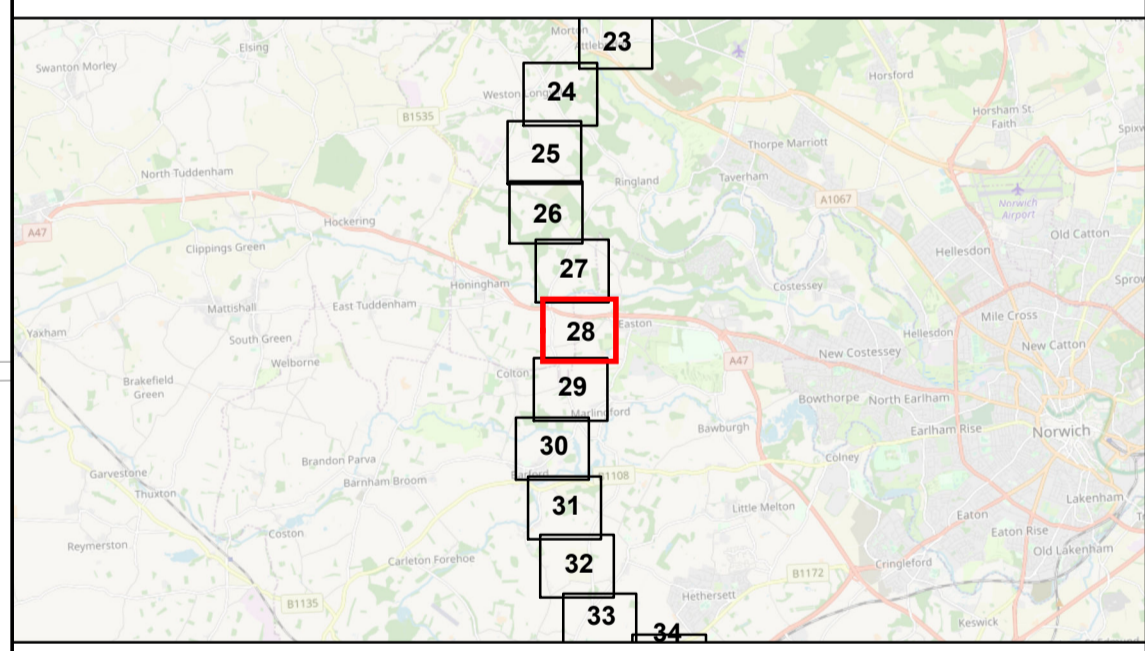 Morton
Attleb
23
Elsing
Swanton Morley
Horsford
Weston Long
24
B1535
Horsham St.
Faith
Spixw
Thorpe Marriott
25
North Tuddenham
Ringland
Taverham
A1067
Norwich
Airport
26
Hockering
A47
Clippings Green
Old Catton
Hellesdon
27
Honingham
Costessey
Sprow
Mattishall
East Tuddenham
Mile Cross
28
Easton
Yaxham
South Green
Hellesdon
New Catton
New Costessey
Welborne
A47
Colton
Brakefield
Green
29
Bowthorpe
North Earlham
Marlingford
Bawburgh
Earlham Rise
Norwich
30
Colney
Brandon Parva
Garvestone
Barnham Broom
Barford
B1108
Thuxton
Lakenham
31
Little Melton
Eaton
Coston
Eaton Rise
Reymerston
Old Lakenham
Carleton Forehoe
32
Cringleford
B1172
Hethersett
B1135
33
Keswick
34